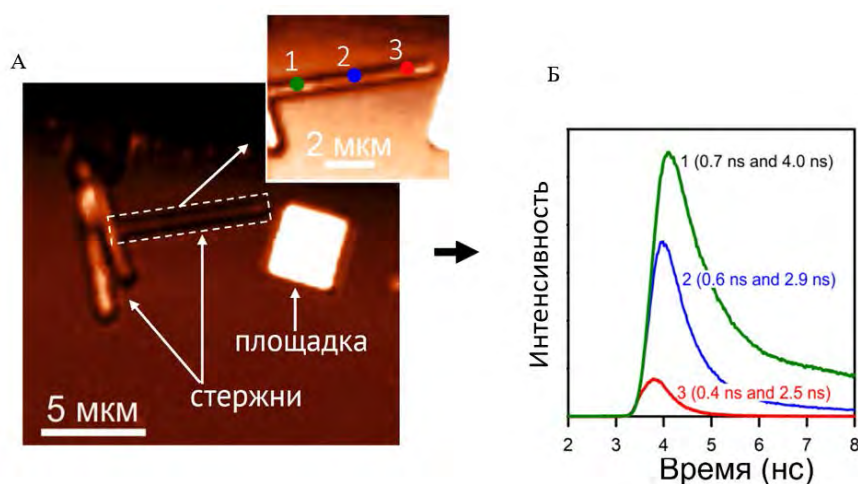 А
1
2
3
2 мкм
площадка
стержни
5 мкм
Б
Интенсивность
1 (0.7 ns and 4.0 ns)
2 (0.6 ns and 2.9 ns)
3 (0.4 ns and 2.5 ns)
2 3 4 5 6 7 8
Время (нс)